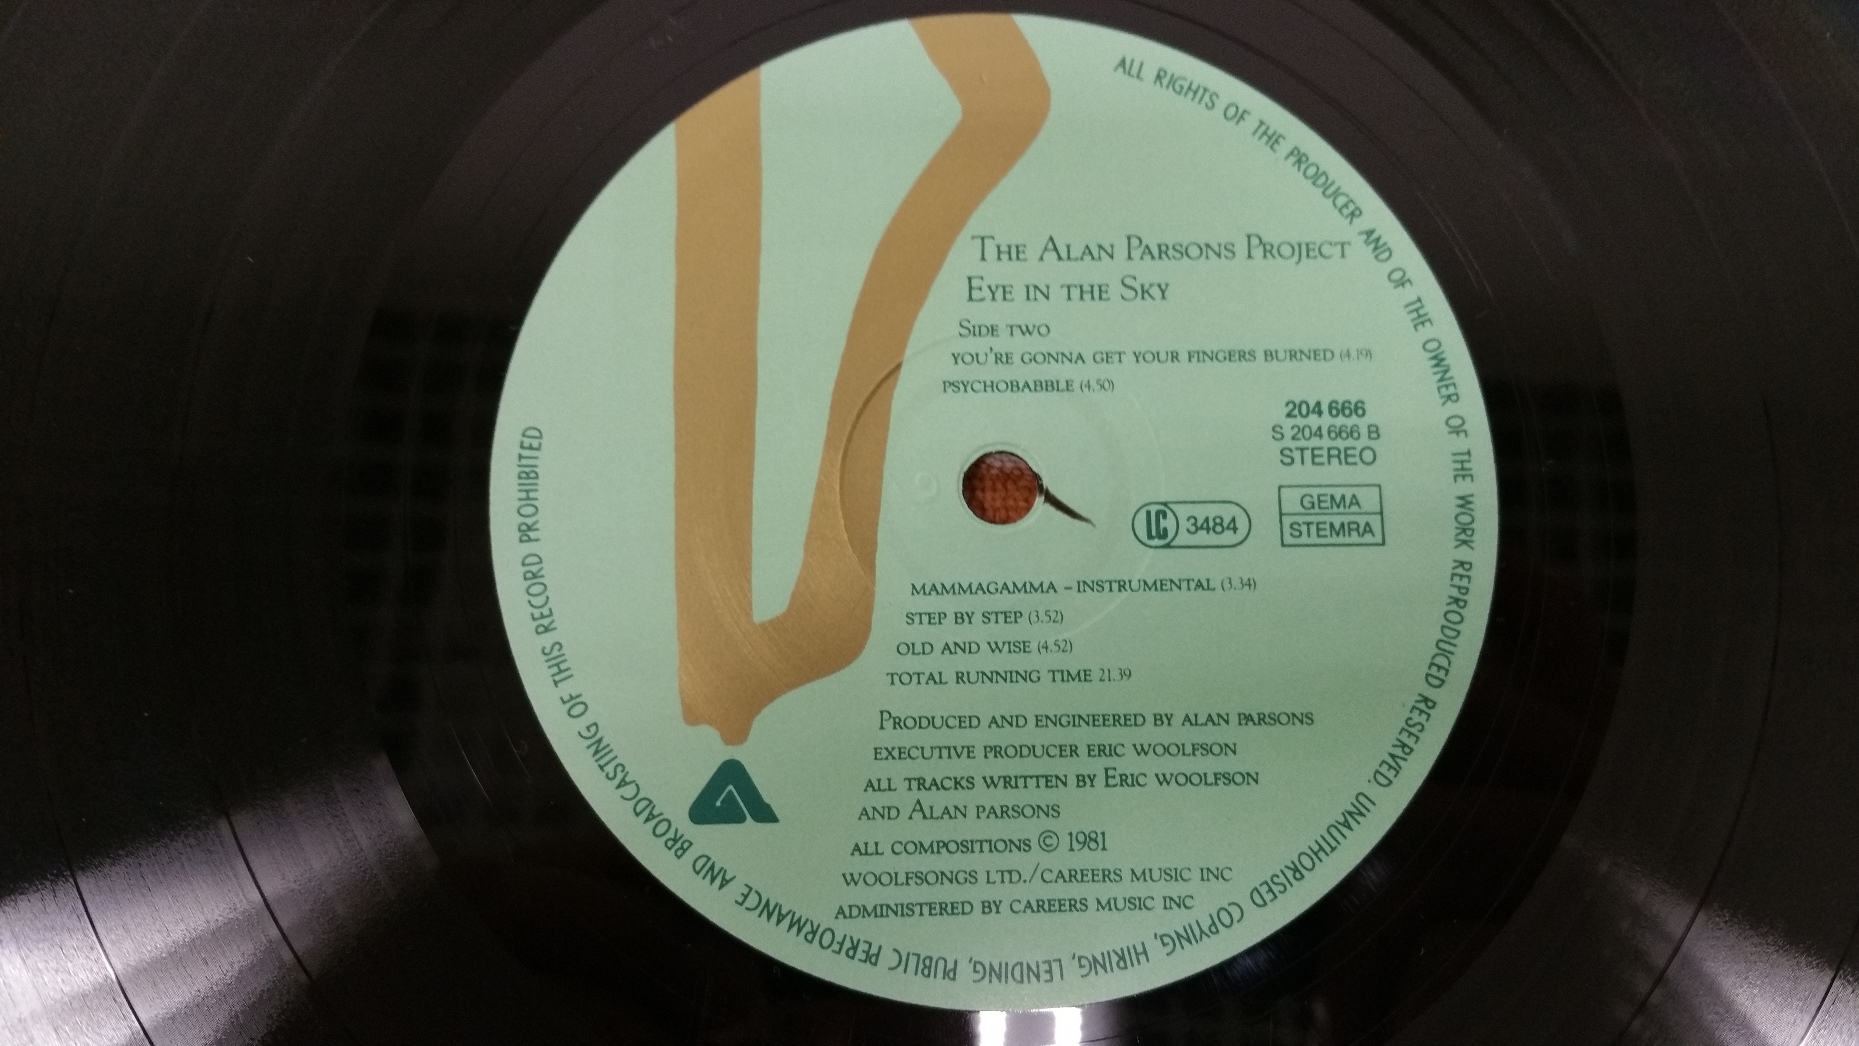 The Alan Parsons Project
Eye in the Sky
Side two
you're gonna get your fingers burned (4.19)
psychobabble (4.50)
204 666
S 204 666 B
STEREO
LC 3484
GEMA
STEMRA
mammagamma – instrumental (3.34)
step by step (3.52)
old and wise (4.52)
total running time 21.39
Produced and engineered by alan parsons
executive producer eric woolfson
all tracks written by Eric woolfson
and Alan parsons
all compositions © 1981
woolfsongs ltd./careers music inc
administered by careers music inc
ALL RIGHTS OF THE PRODUCER AND OF THE OWNER OF THE WORK REPRODUCED RESERVED. UNAUTHORISED COPYING, HIRING, LENDING, PUBLIC PERFORMANCE AND BROADCASTING OF THIS RECORD PROHIBITED